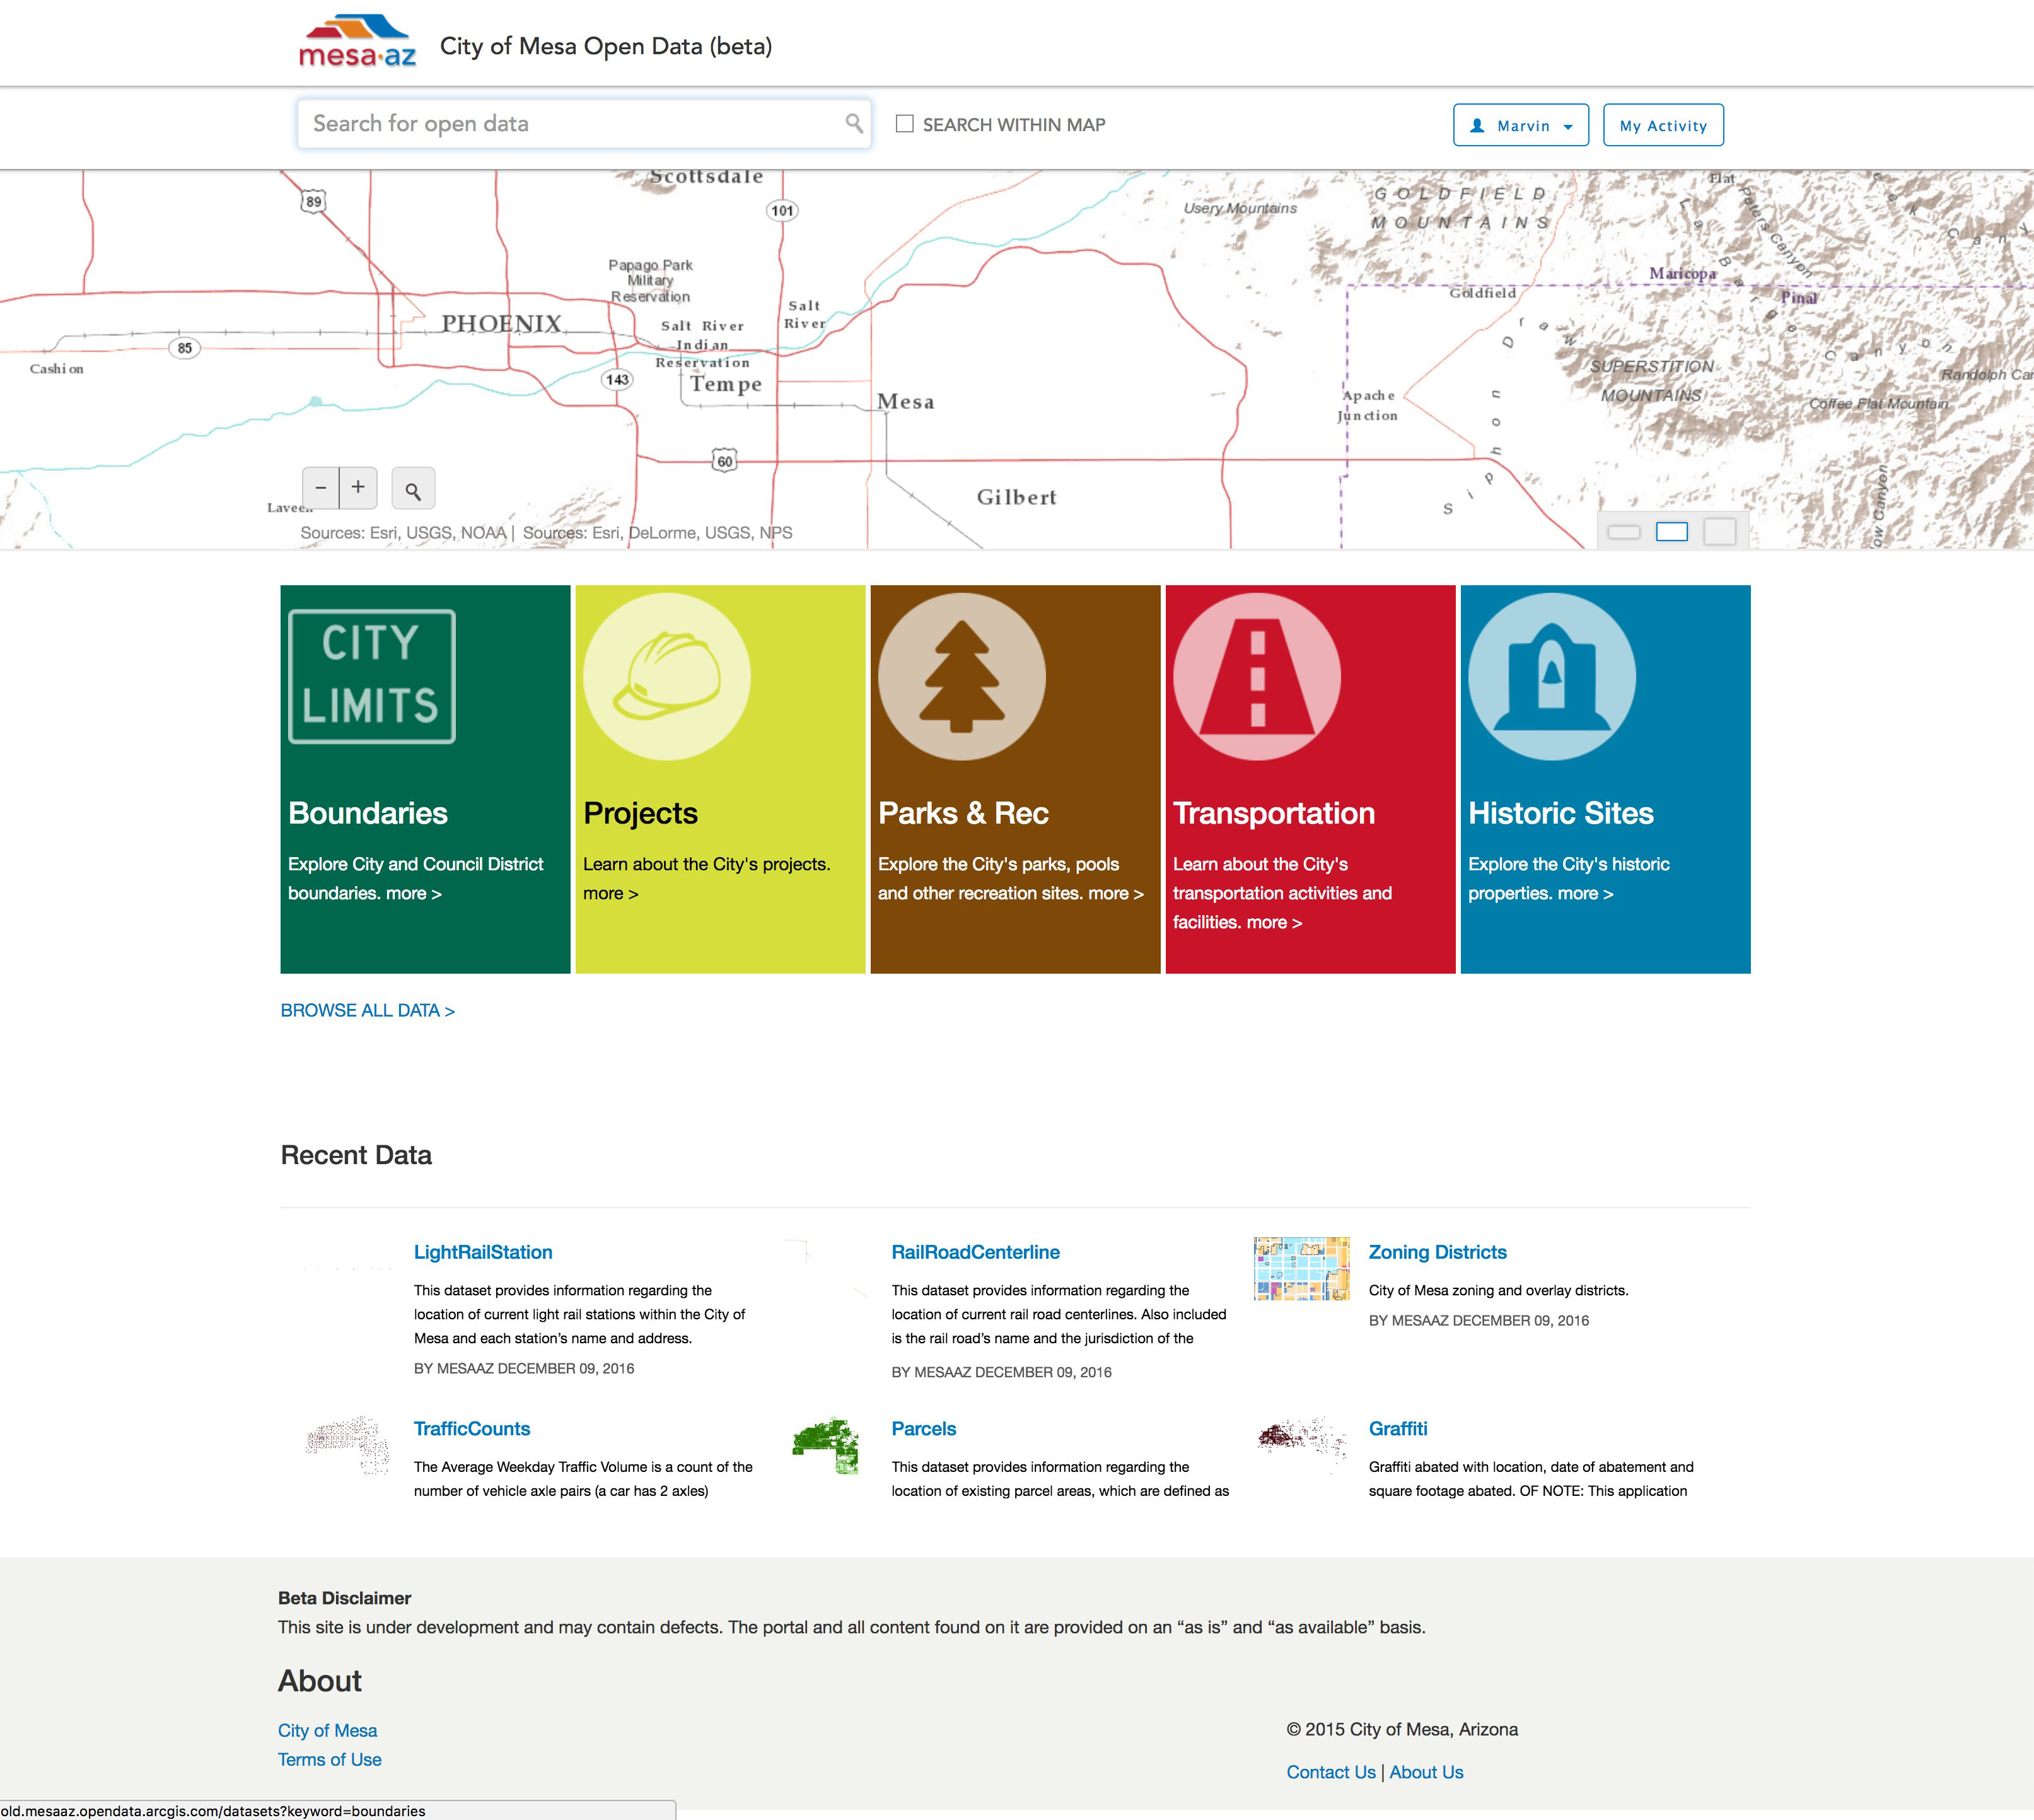 mesa·az
City of Mesa Open Data (beta)
Search for open data
SEARCH WITHIN MAP
Marvin
My Activity
Scottsdale
89
101
Usery Mountains
GOLDFIELD
MOUNTAINS
Flat
Peters Canyon
Papago Park
Military
Reservation
Maricopa
Pinal
Goldfield
La Barge Canyon
Salt
River
PHOENIX
Salt River
Indian
Reservation
85
Cashion
143
Tempe
Mesa
SUPERSTITION
MOUNTAINS
Randolph Can
Coffee Flat Mountain
Apache
Junction
Siphon Draw
60
Gilbert
− +
Sources: Esri, USGS, NOAA | Sources: Esri, DeLorme, USGS, NPS
CITY
LIMITS
Boundaries
Explore City and Council District
boundaries. more >
Projects
Learn about the City's projects.
more >
Parks & Rec
Explore the City's parks, pools
and other recreation sites. more >
Transportation
Learn about the City's
transportation activities and
facilities. more >
Historic Sites
Explore the City's historic
properties. more >
BROWSE ALL DATA >
Recent Data
LightRailStation
This dataset provides information regarding the
location of current light rail stations within the City of
Mesa and each station’s name and address.
BY MESAAZ DECEMBER 09, 2016
RailRoadCenterline
This dataset provides information regarding the
location of current rail road centerlines. Also included
is the rail road’s name and the jurisdiction of the
BY MESAAZ DECEMBER 09, 2016
Zoning Districts
City of Mesa zoning and overlay districts.
BY MESAAZ DECEMBER 09, 2016
TrafficCounts
The Average Weekday Traffic Volume is a count of the
number of vehicle axle pairs (a car has 2 axles)
Parcels
This dataset provides information regarding the
location of existing parcel areas, which are defined as
Graffiti
Graffiti abated with location, date of abatement and
square footage abated. OF NOTE: This application
Beta Disclaimer
This site is under development and may contain defects. The portal and all content found on it are provided on an “as is” and “as available” basis.
About
City of Mesa
Terms of Use
© 2015 City of Mesa, Arizona
Contact Us | About Us
old.mesaaz.opendata.arcgis.com/datasets?keyword=boundaries